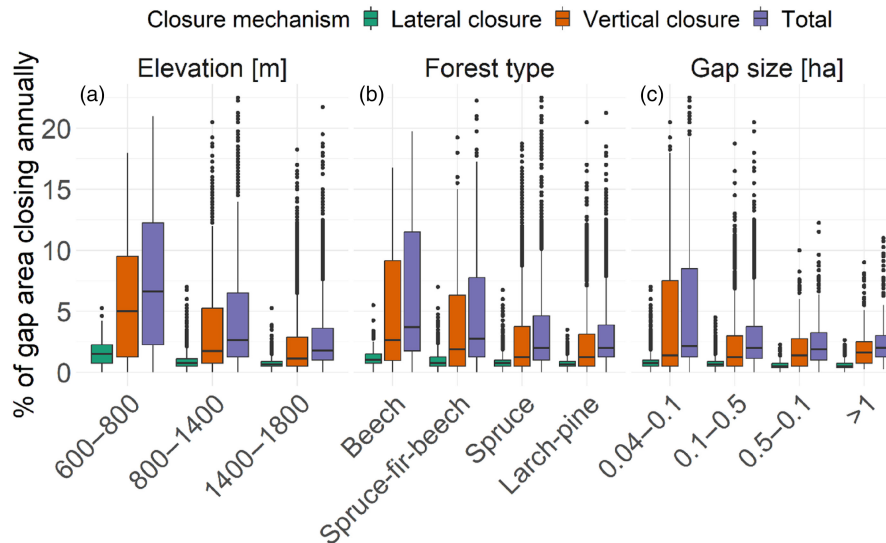 Closure mechanism Lateral closure Vertical closure Total
Elevation [m] Forest type Gap size [ha]
(a) (b) (c)
% of gap area closing annually
20
15
10
5
0
600–800 800–1400 1400–1800 Beech Spruce-fir-beech Spruce Larch-pine 0.04–0.1 0.1–0.5 0.5–0.1 >1